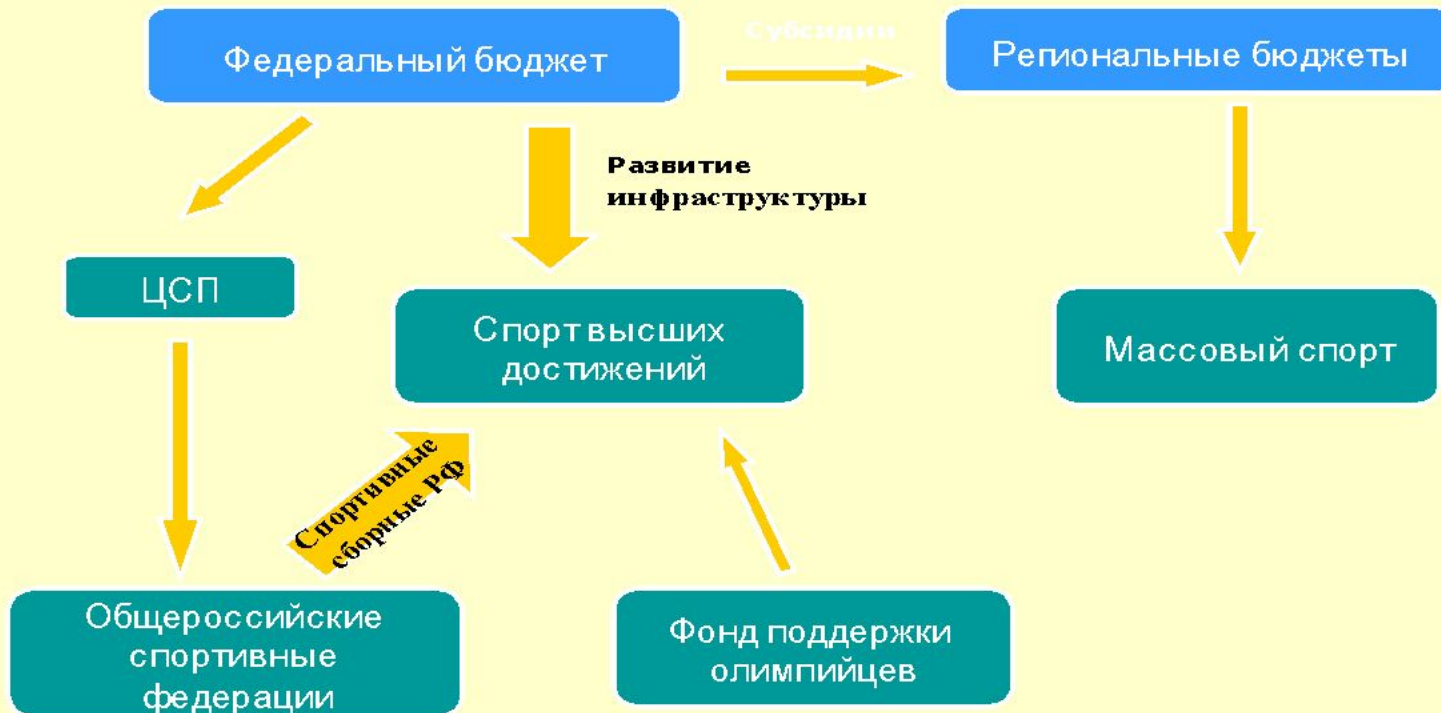 Федеральный бюджет
Субсидии
Региональные бюджеты
Развитие
инфраструктуры
ЦСП
Спорт высших
достижений
Массовый спорт
Спортивные
сборные РФ
Общероссийские
спортивные
федерации
Фонд поддержки
олимпийцев